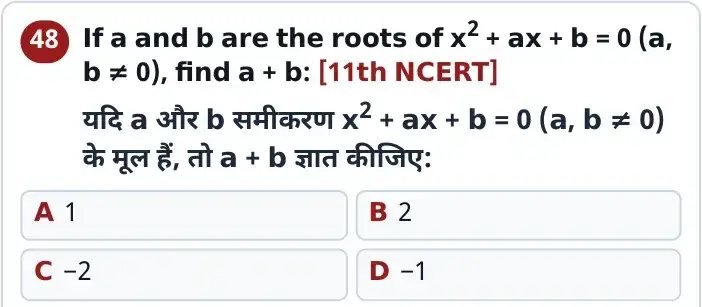 48 If a and b are the roots of x² + ax + b = 0 (a,
b ≠ 0), find a + b: [11th NCERT]
यदि a और b समीकरण x² + ax + b = 0 (a, b ≠ 0)
के मूल हैं, तो a + b ज्ञात कीजिए:
A 1 B 2
C −2 D −1